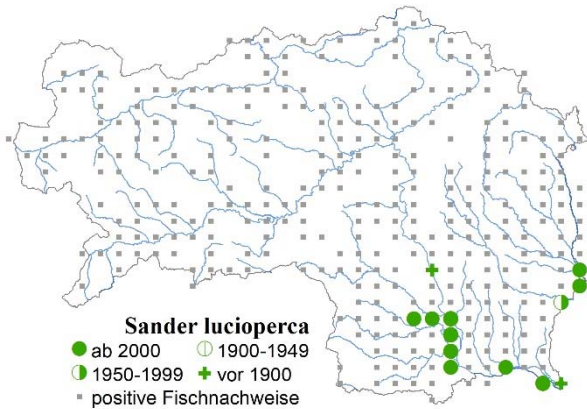 Sander lucioperca
ab 2000 1900-1949
1950-1999 vor 1900
positive Fischnachweise